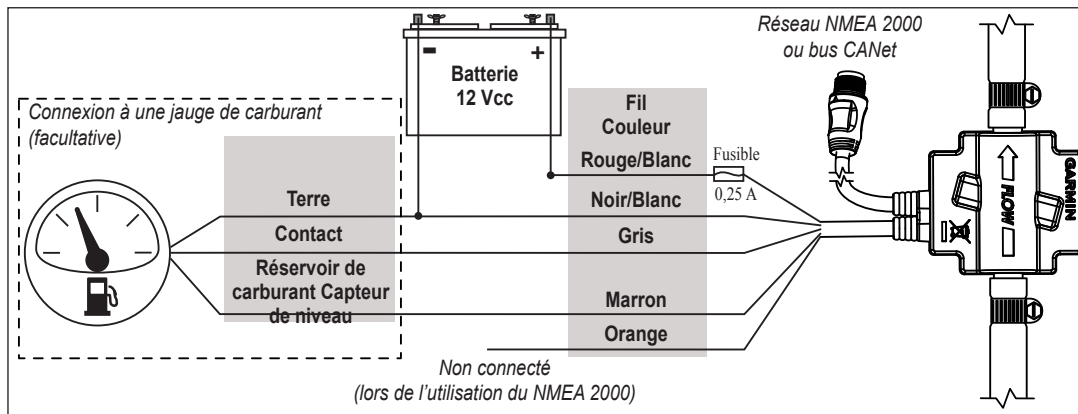 Réseau NMEA 2000
ou bus CANet
-
+
Batterie
12 Vcc
Connexion à une jauge de carburant
(facultative)
Fil
Couleur
Rouge/Blanc
Fusible
0,25 A
Terre
Noir/Blanc
Contact
Gris
Réservoir de
carburant Capteur
de niveau
Marron
Orange
Non connecté
(lors de l'utilisation du NMEA 2000)
FLOW
GARMIN